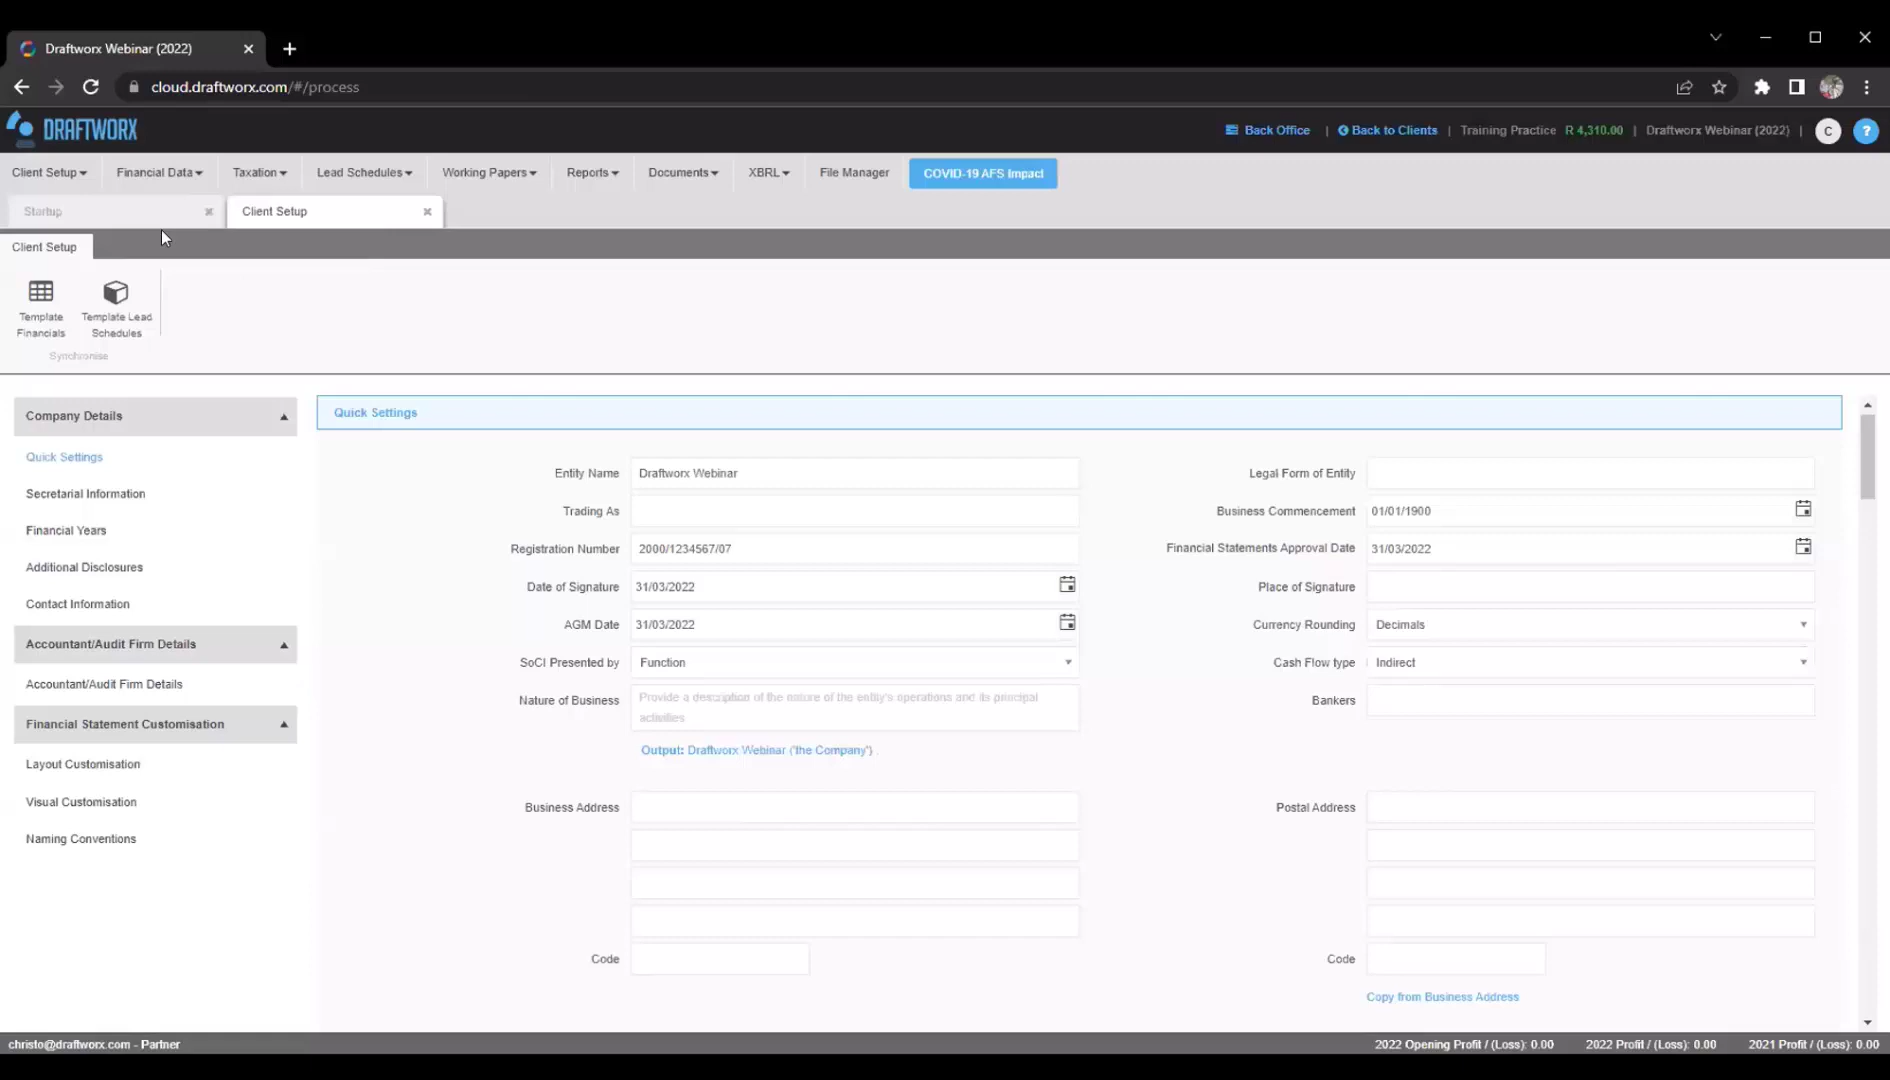 Draftworx Webinar (2022)
cloud.draftworx.com/#/process
DRAFTWORX
Back Office | Back to Clients | Training Practice R 4,310.00 | Draftworx Webinar (2022) | C ?
Client Setup Financial Data Taxation Lead Schedules Working Papers Reports Documents XBRL File Manager COVID-19 AFS Impact
Startup Client Setup
Client Setup
Template Financials
Template Lead Schedules
Synchronise
Company Details
Quick Settings
Secretarial Information
Financial Years
Additional Disclosures
Contact Information
Accountant/Audit Firm Details
Accountant/Audit Firm Details
Financial Statement Customisation
Layout Customisation
Visual Customisation
Naming Conventions
Quick Settings
Entity Name Draftworx Webinar Legal Form of Entity
Trading As Business Commencement 01/01/1900
Registration Number 2000/1234567/07 Financial Statements Approval Date 31/03/2022
Date of Signature 31/03/2022 Place of Signature
AGM Date 31/03/2022 Currency Rounding Decimals
SoCI Presented by Function Cash Flow type Indirect
Nature of Business Provide a description of the nature of the entity's operations and its principal Bankers
activities
Output: Draftworx Webinar ('the Company') .
Business Address Postal Address
Code Code
Copy from Business Address
christo@draftworx.com - Partner 2022 Opening Profit / (Loss): 0.00 2022 Profit / (Loss): 0.00 2021 Profit / (Loss): 0.00